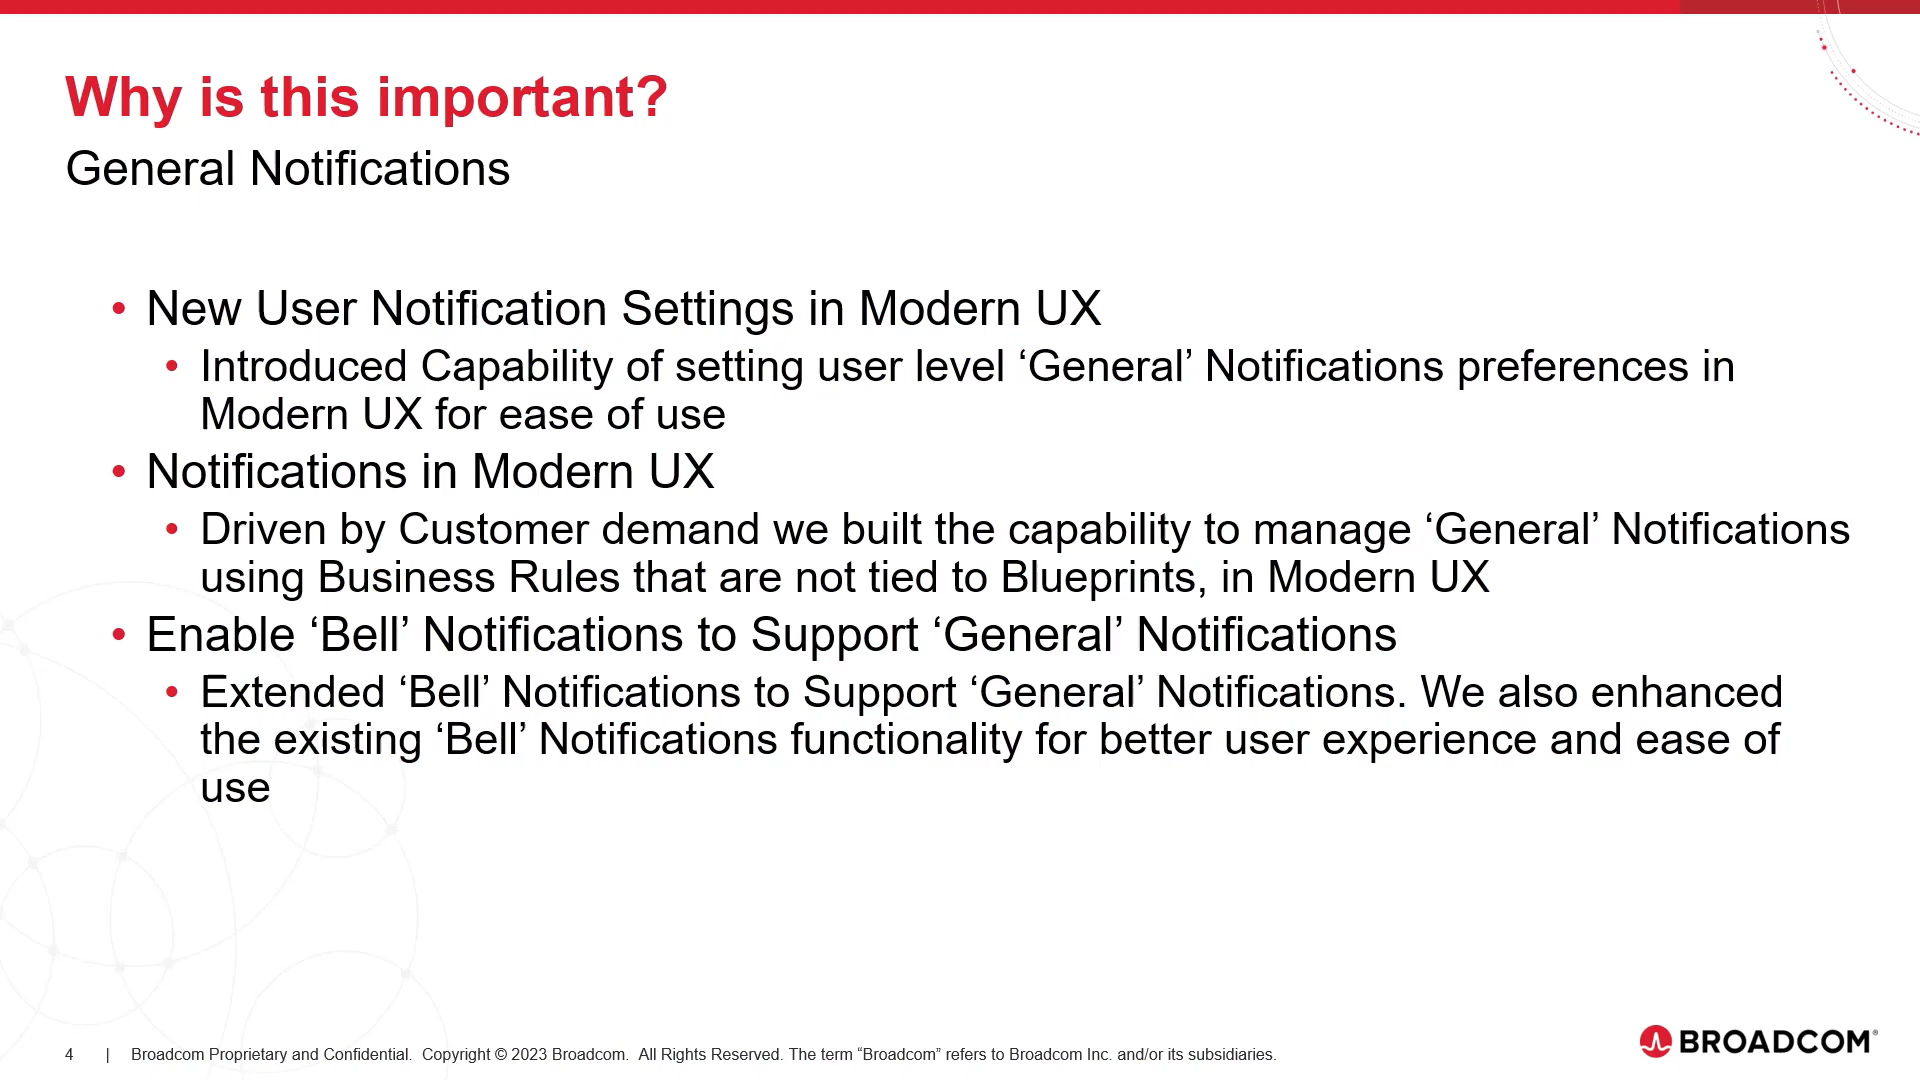 Why is this important?
General Notifications
• New User Notification Settings in Modern UX
• Introduced Capability of setting user level ‘General’ Notifications preferences in
Modern UX for ease of use
• Notifications in Modern UX
• Driven by Customer demand we built the capability to manage ‘General’ Notifications
using Business Rules that are not tied to Blueprints, in Modern UX
• Enable ‘Bell’ Notifications to Support ‘General’ Notifications
• Extended ‘Bell’ Notifications to Support ‘General’ Notifications. We also enhanced
the existing ‘Bell’ Notifications functionality for better user experience and ease of
use
4 | Broadcom Proprietary and Confidential. Copyright © 2023 Broadcom. All Rights Reserved. The term “Broadcom” refers to Broadcom Inc. and/or its subsidiaries.
BROADCOM®